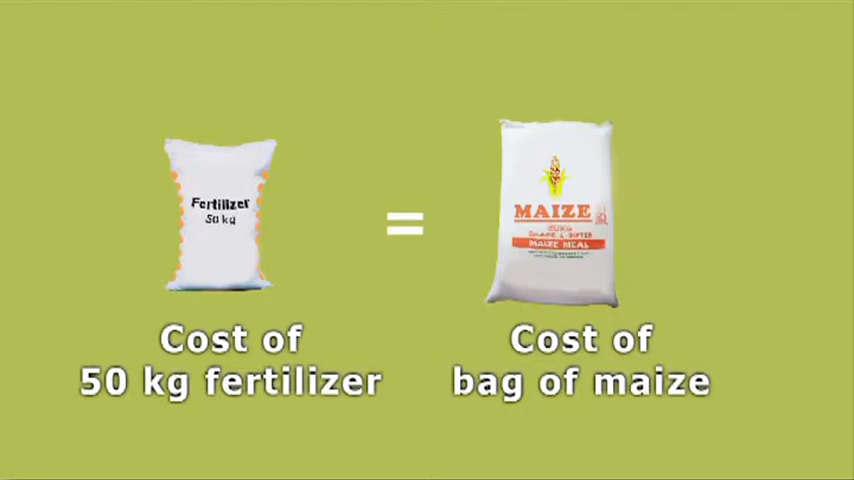 Fertilizer
50 kg
=
MAIZE
MAIZE MEAL
Cost of
50 kg fertilizer
Cost of
bag of maize